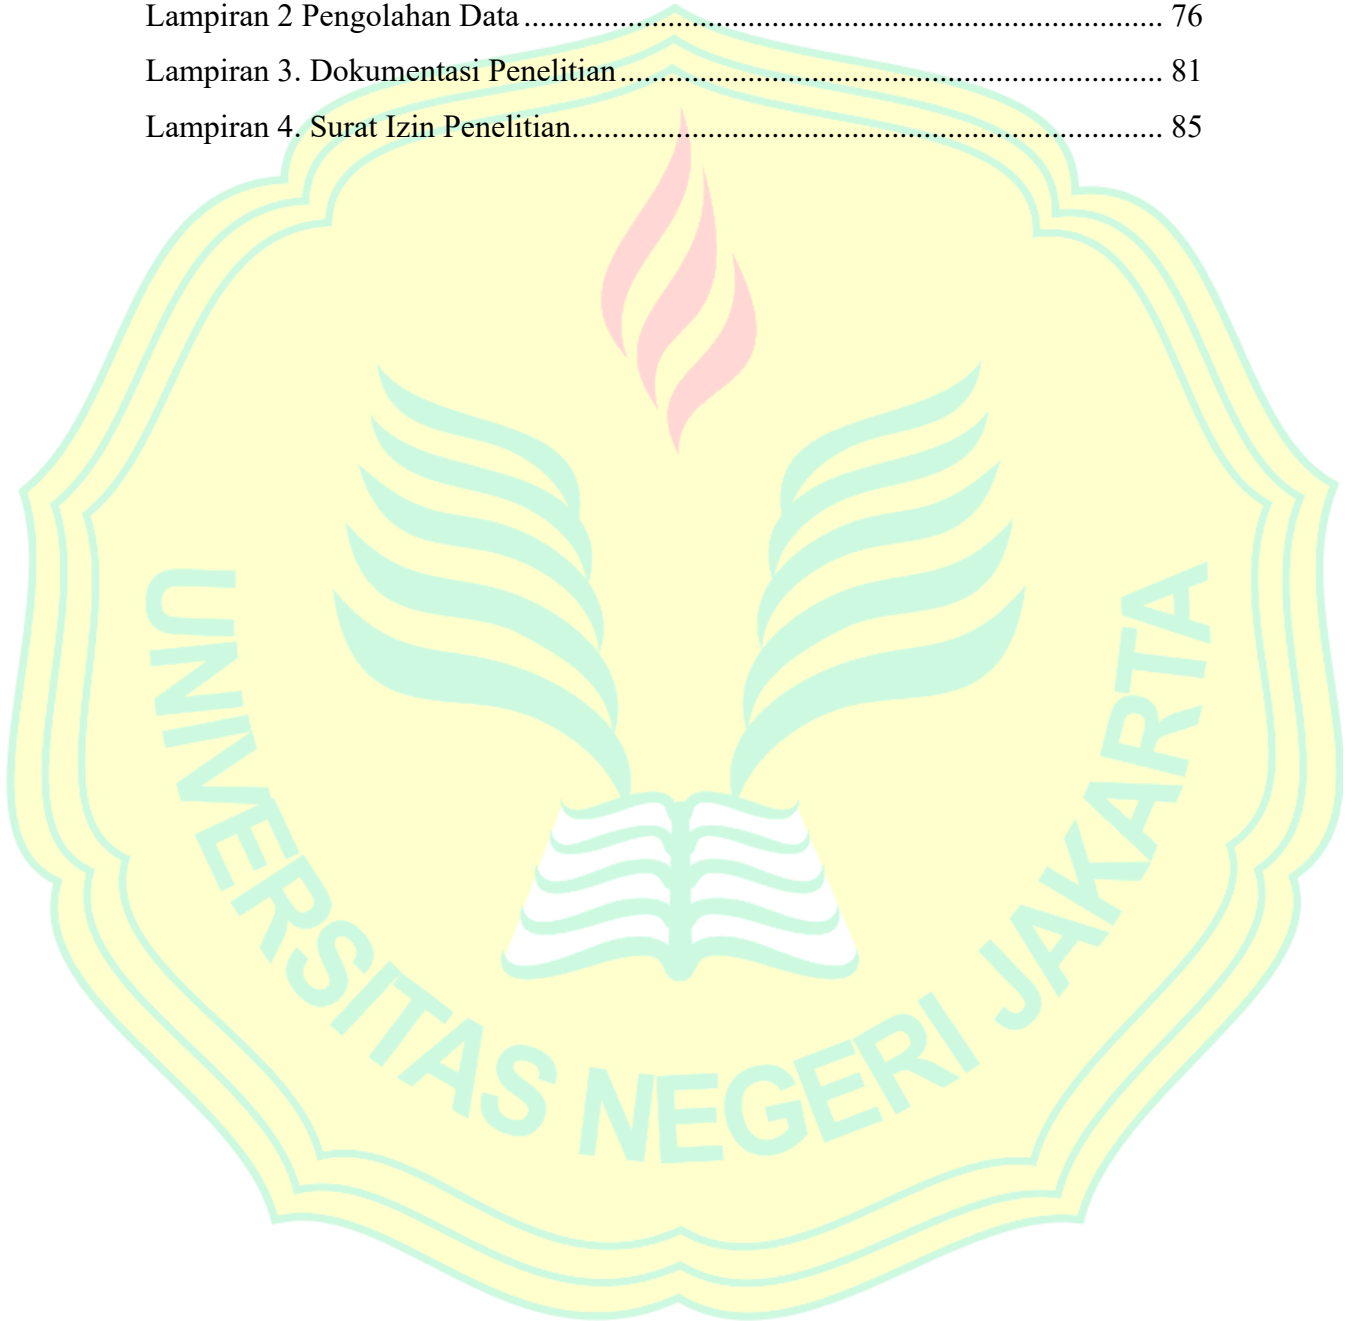 Lampiran 2 Pengolahan Data ................................................................................ 76
Lampiran 3. Dokumentasi Penelitian .................................................................... 81
Lampiran 4. Surat Izin Penelitian.......................................................................... 85
UNIVERSITAS NEGERI JAKARTA